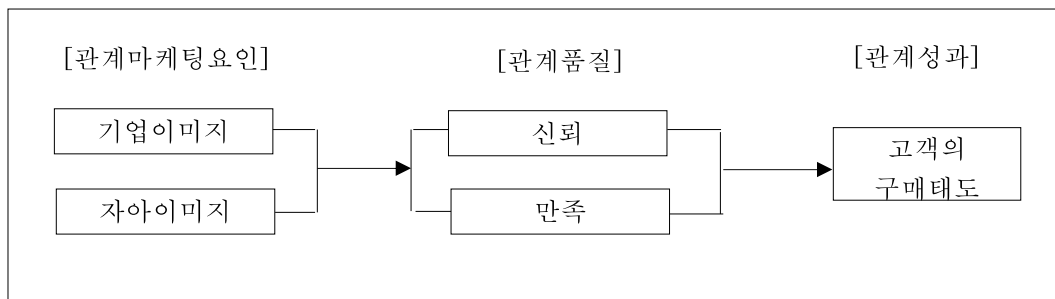 [관계마케팅요인]
[관계품질]
[관계성과]
기업이미지
신뢰
고객의
구매태도
자아이미지
만족